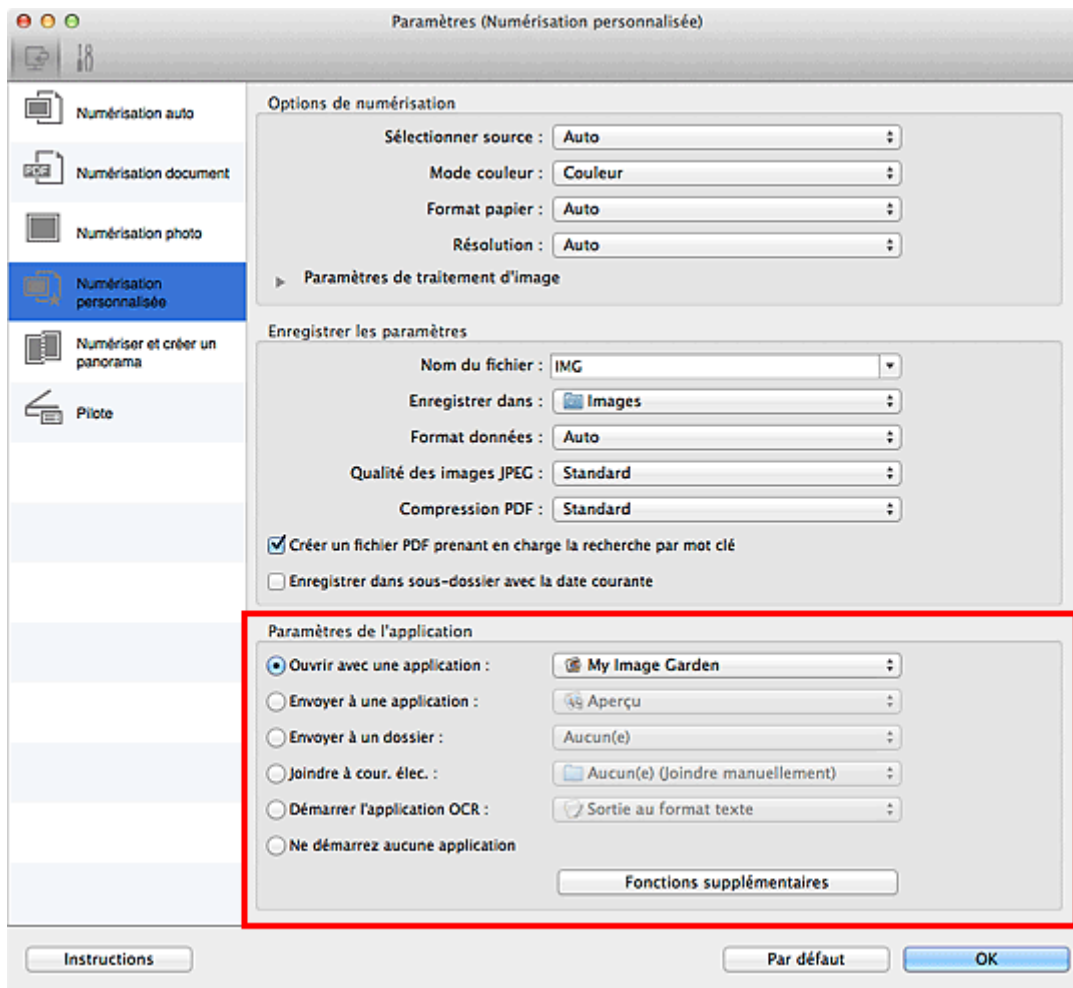 Paramètres (Numérisation personnalisée)
Numérisation auto
Numérisation document
Numérisation photo
Numérisation
personnalisée
Numériser et créer un
panorama
Pilote
Options de numérisation
Sélectionner source : Auto
Mode couleur : Couleur
Format papier : Auto
Résolution : Auto
Paramètres de traitement d'image
Enregistrer les paramètres
Nom du fichier : IMG
Enregistrer dans : Images
Format données : Auto
Qualité des images JPEG : Standard
Compression PDF : Standard
Créer un fichier PDF prenant en charge la recherche par mot clé
Enregistrer dans sous-dossier avec la date courante
Paramètres de l'application
Ouvrir avec une application : My Image Garden
Envoyer à une application : Aperçu
Envoyer à un dossier : Aucun(e)
Joindre à cour. élec. : Aucun(e) (Joindre manuellement)
Démarrer l'application OCR : Sortie au format texte
Ne démarrez aucune application
Fonctions supplémentaires
Instructions
Par défaut
OK